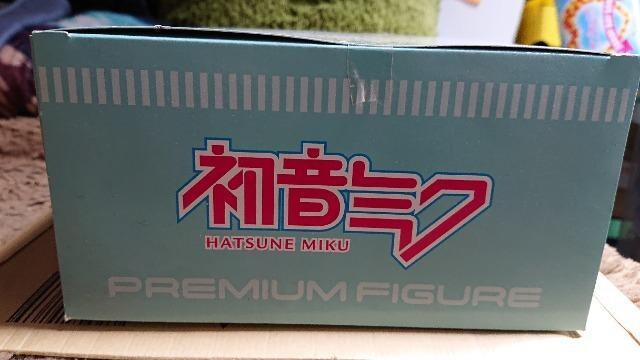 初音ミク
HATSUNE MIKU
PREMIUM FIGURE